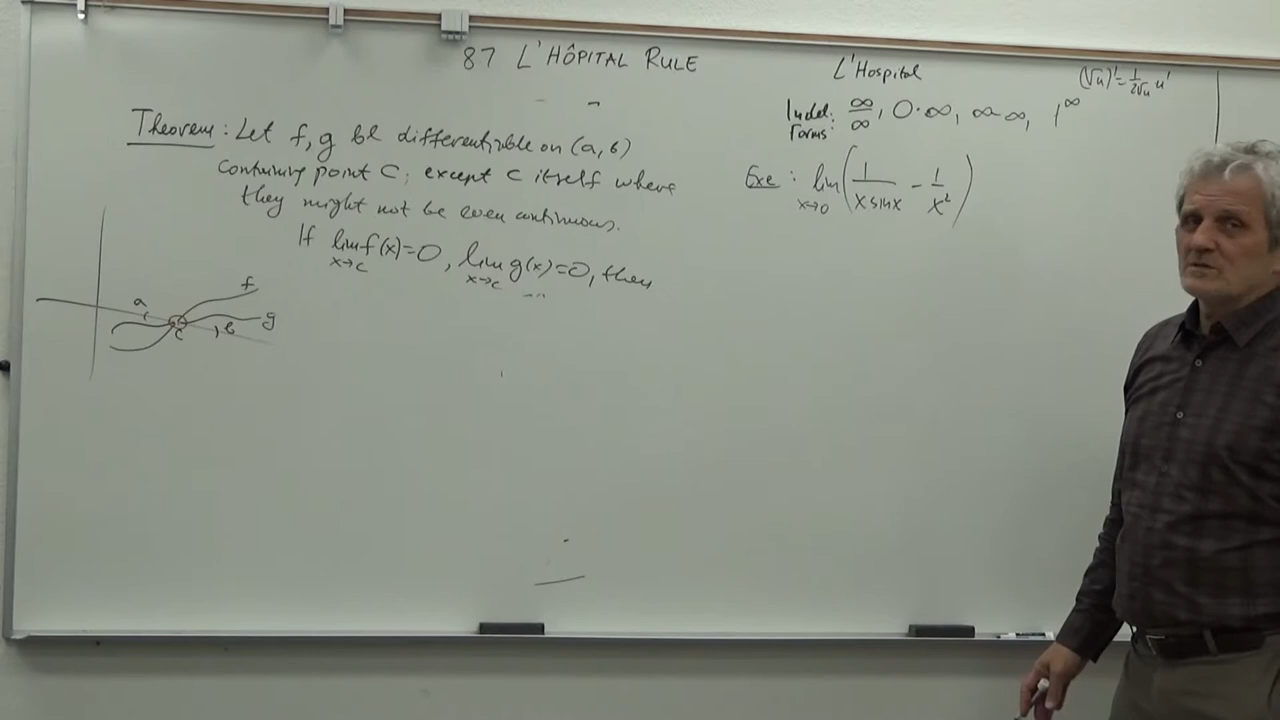 87 L'HÔPITAL RULE
Theorem: Let f, g be differentiable on (a, b)
containing point C, except c itself where
they might not be even continuous.
If lim f(x)=0, lim g(x)=0, then
x→c x→c
a c b f g
L'Hospital
(√u)'=1/2√u u'
Indet. Forms: ∞/∞, 0·∞, ∞-∞, 1^∞
Exe: lim (1/x sinx - 1/x²)
x→0